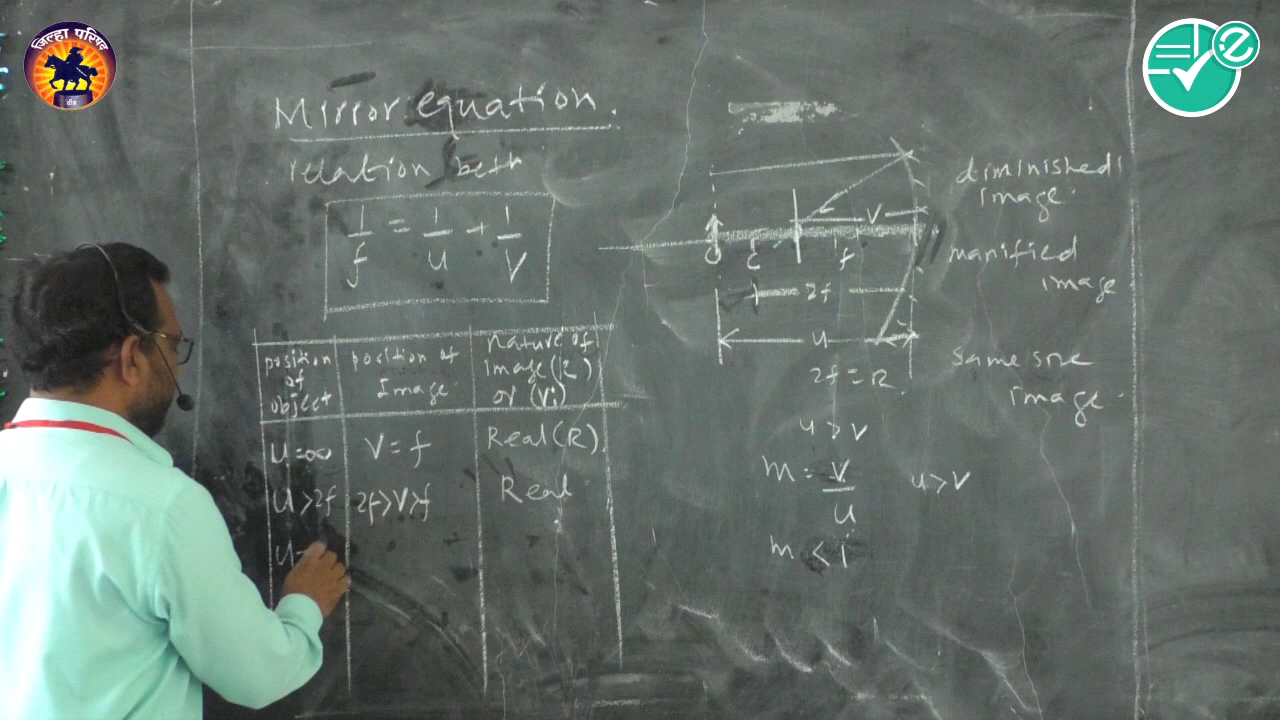 जिल्हा परिषद
बीड
Mirror equation.
relation betn
1/f = 1/u + 1/v
position of object
position of Image
nature of image (R) or (Vi)
U = ∞
V = f
Real (R)
U > 2f
2f > V > f
Real
U =
V
O
C
f
2f
u
2f = R
u > v
m = v/u
u > v
m < 1
diminished image
manified image
Same size image